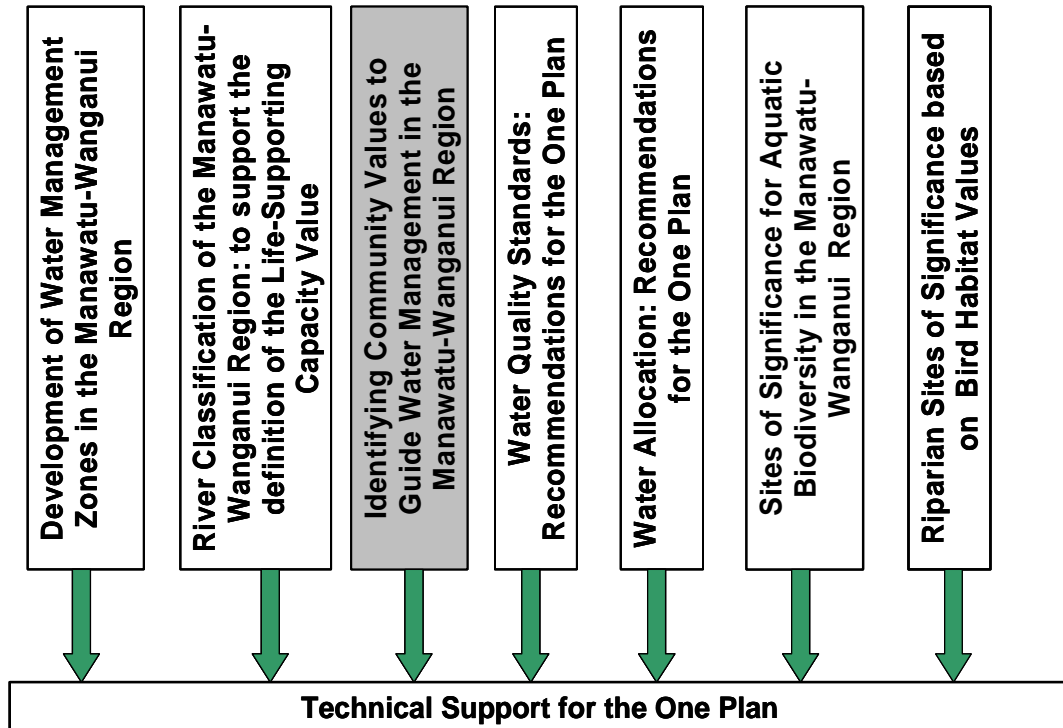 Development of Water Management
Zones in the Manawatu-Wanganui
Region
River Classification of the Manawatu-
Wanganui Region: to support the
definition of the Life-Supporting
Capacity Value
Identifying Community Values to
Guide Water Management in the
Manawatu-Wanganui Region
Water Quality Standards:
Recommendations for the One Plan
Water Allocation: Recommendations
for the One Plan
Sites of Significance for Aquatic
Biodiversity in the Manawatu-
Wanganui Region
Riparian Sites of Significance based
on Bird Habitat Values
Technical Support for the One Plan